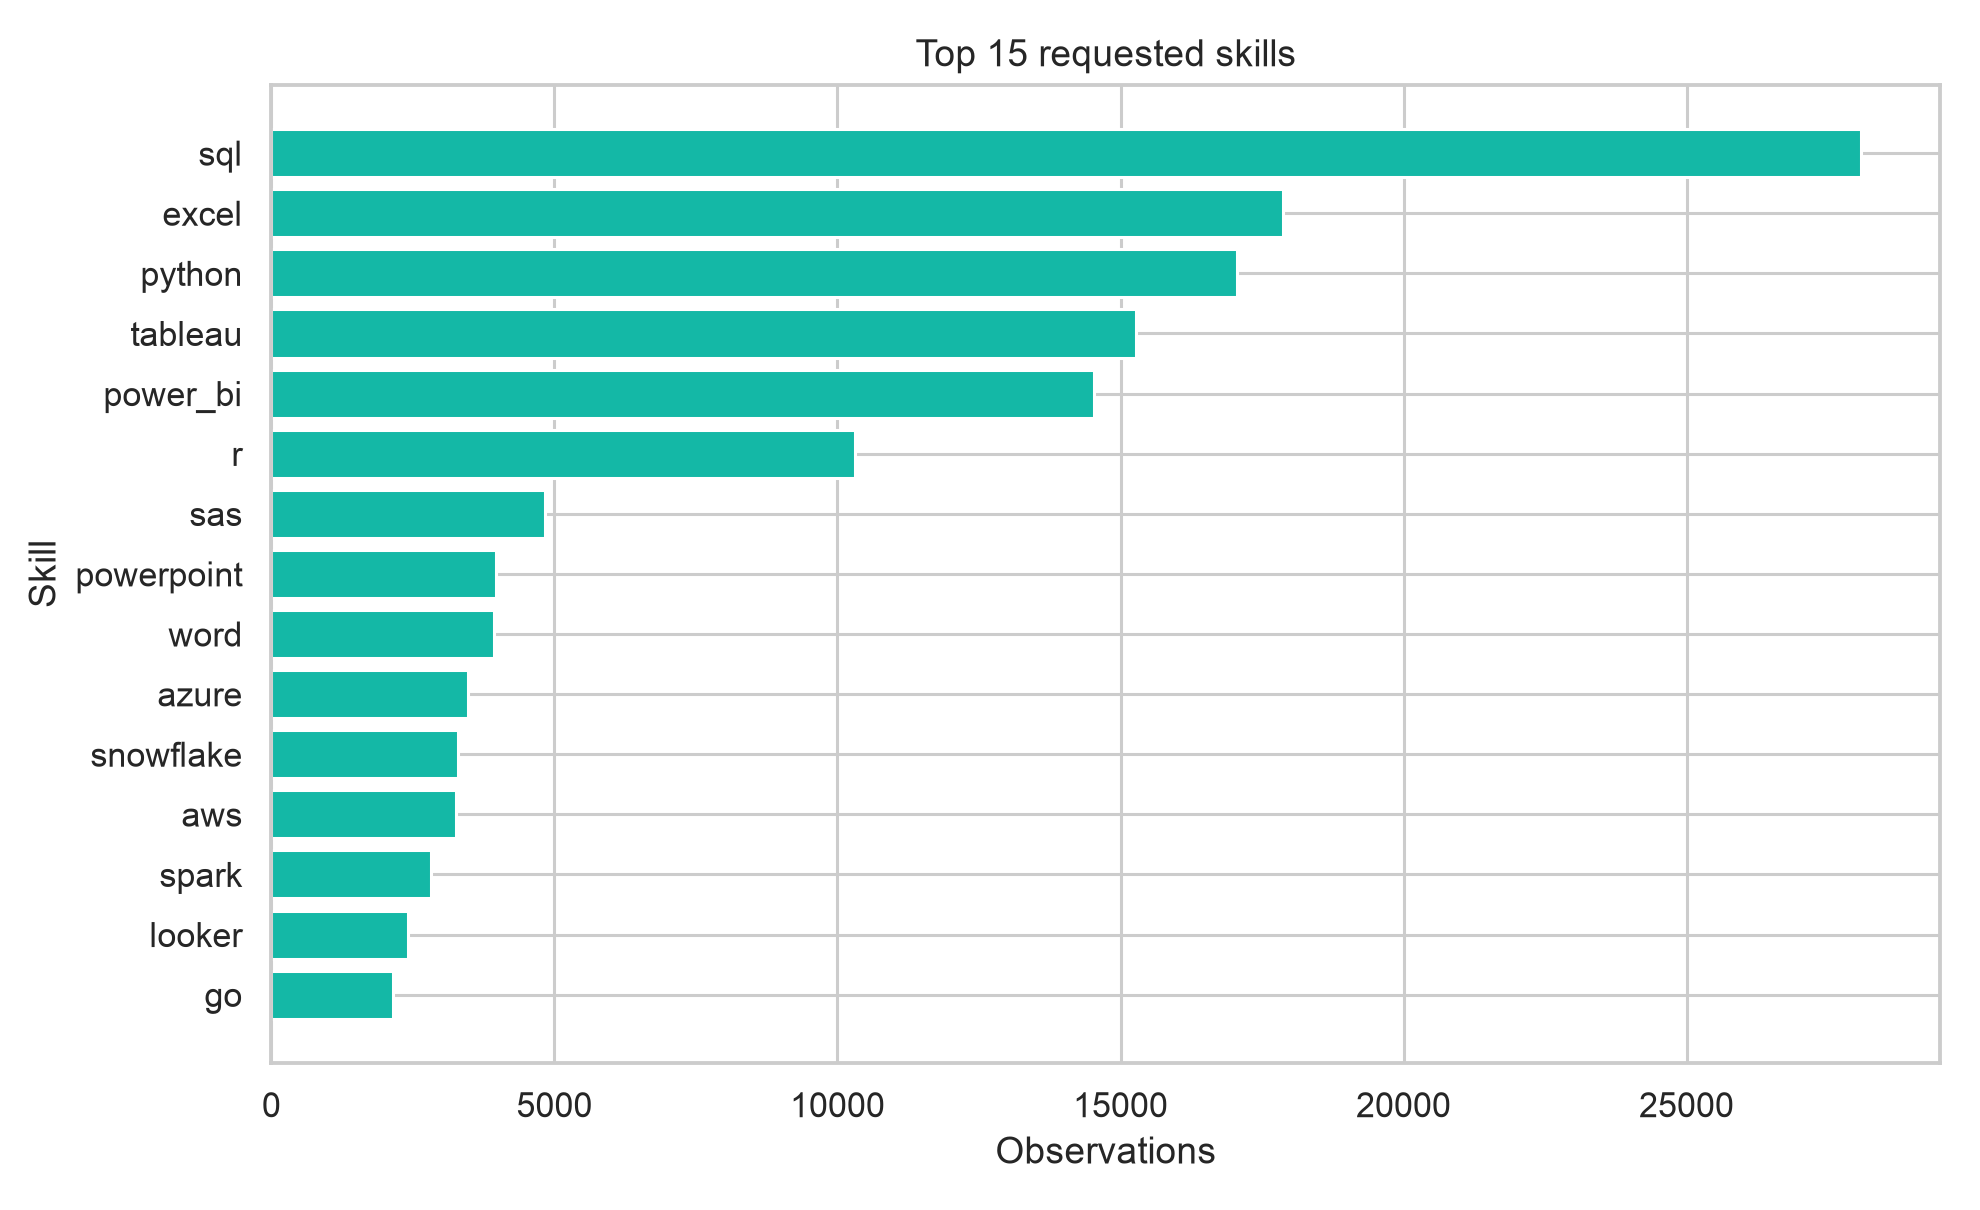 Top 15 requested skills
Skill
sql
excel
python
tableau
power_bi
r
sas
powerpoint
word
azure
snowflake
aws
spark
looker
go
0 5000 10000 15000 20000 25000
Observations